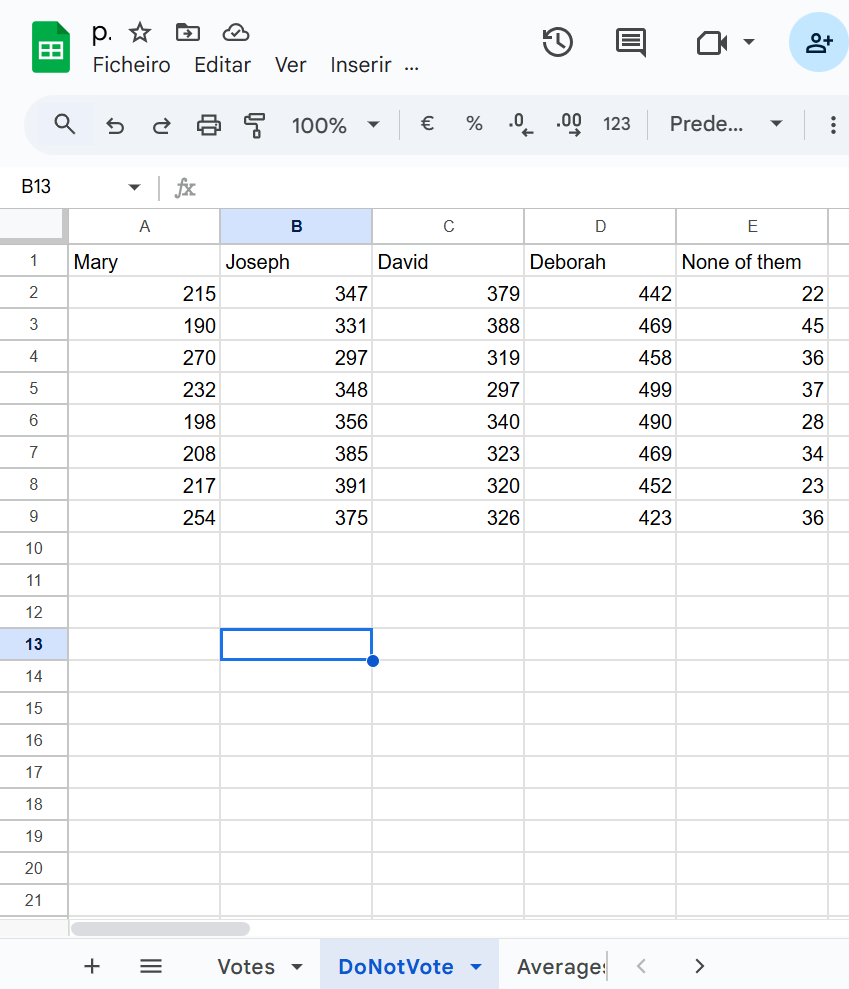 p.
Ficheiro Editar Ver Inserir ...
100% € % .0 .00 123 Prede...
B13 fx
A B C D E
1 Mary Joseph David Deborah None of them
2 215 347 379 442 22
3 190 331 388 469 45
4 270 297 319 458 36
5 232 348 297 499 37
6 198 356 340 490 28
7 208 385 323 469 34
8 217 391 320 452 23
9 254 375 326 423 36
10
11
12
13
14
15
16
17
18
19
20
21
+ Votes DoNotVote Averages